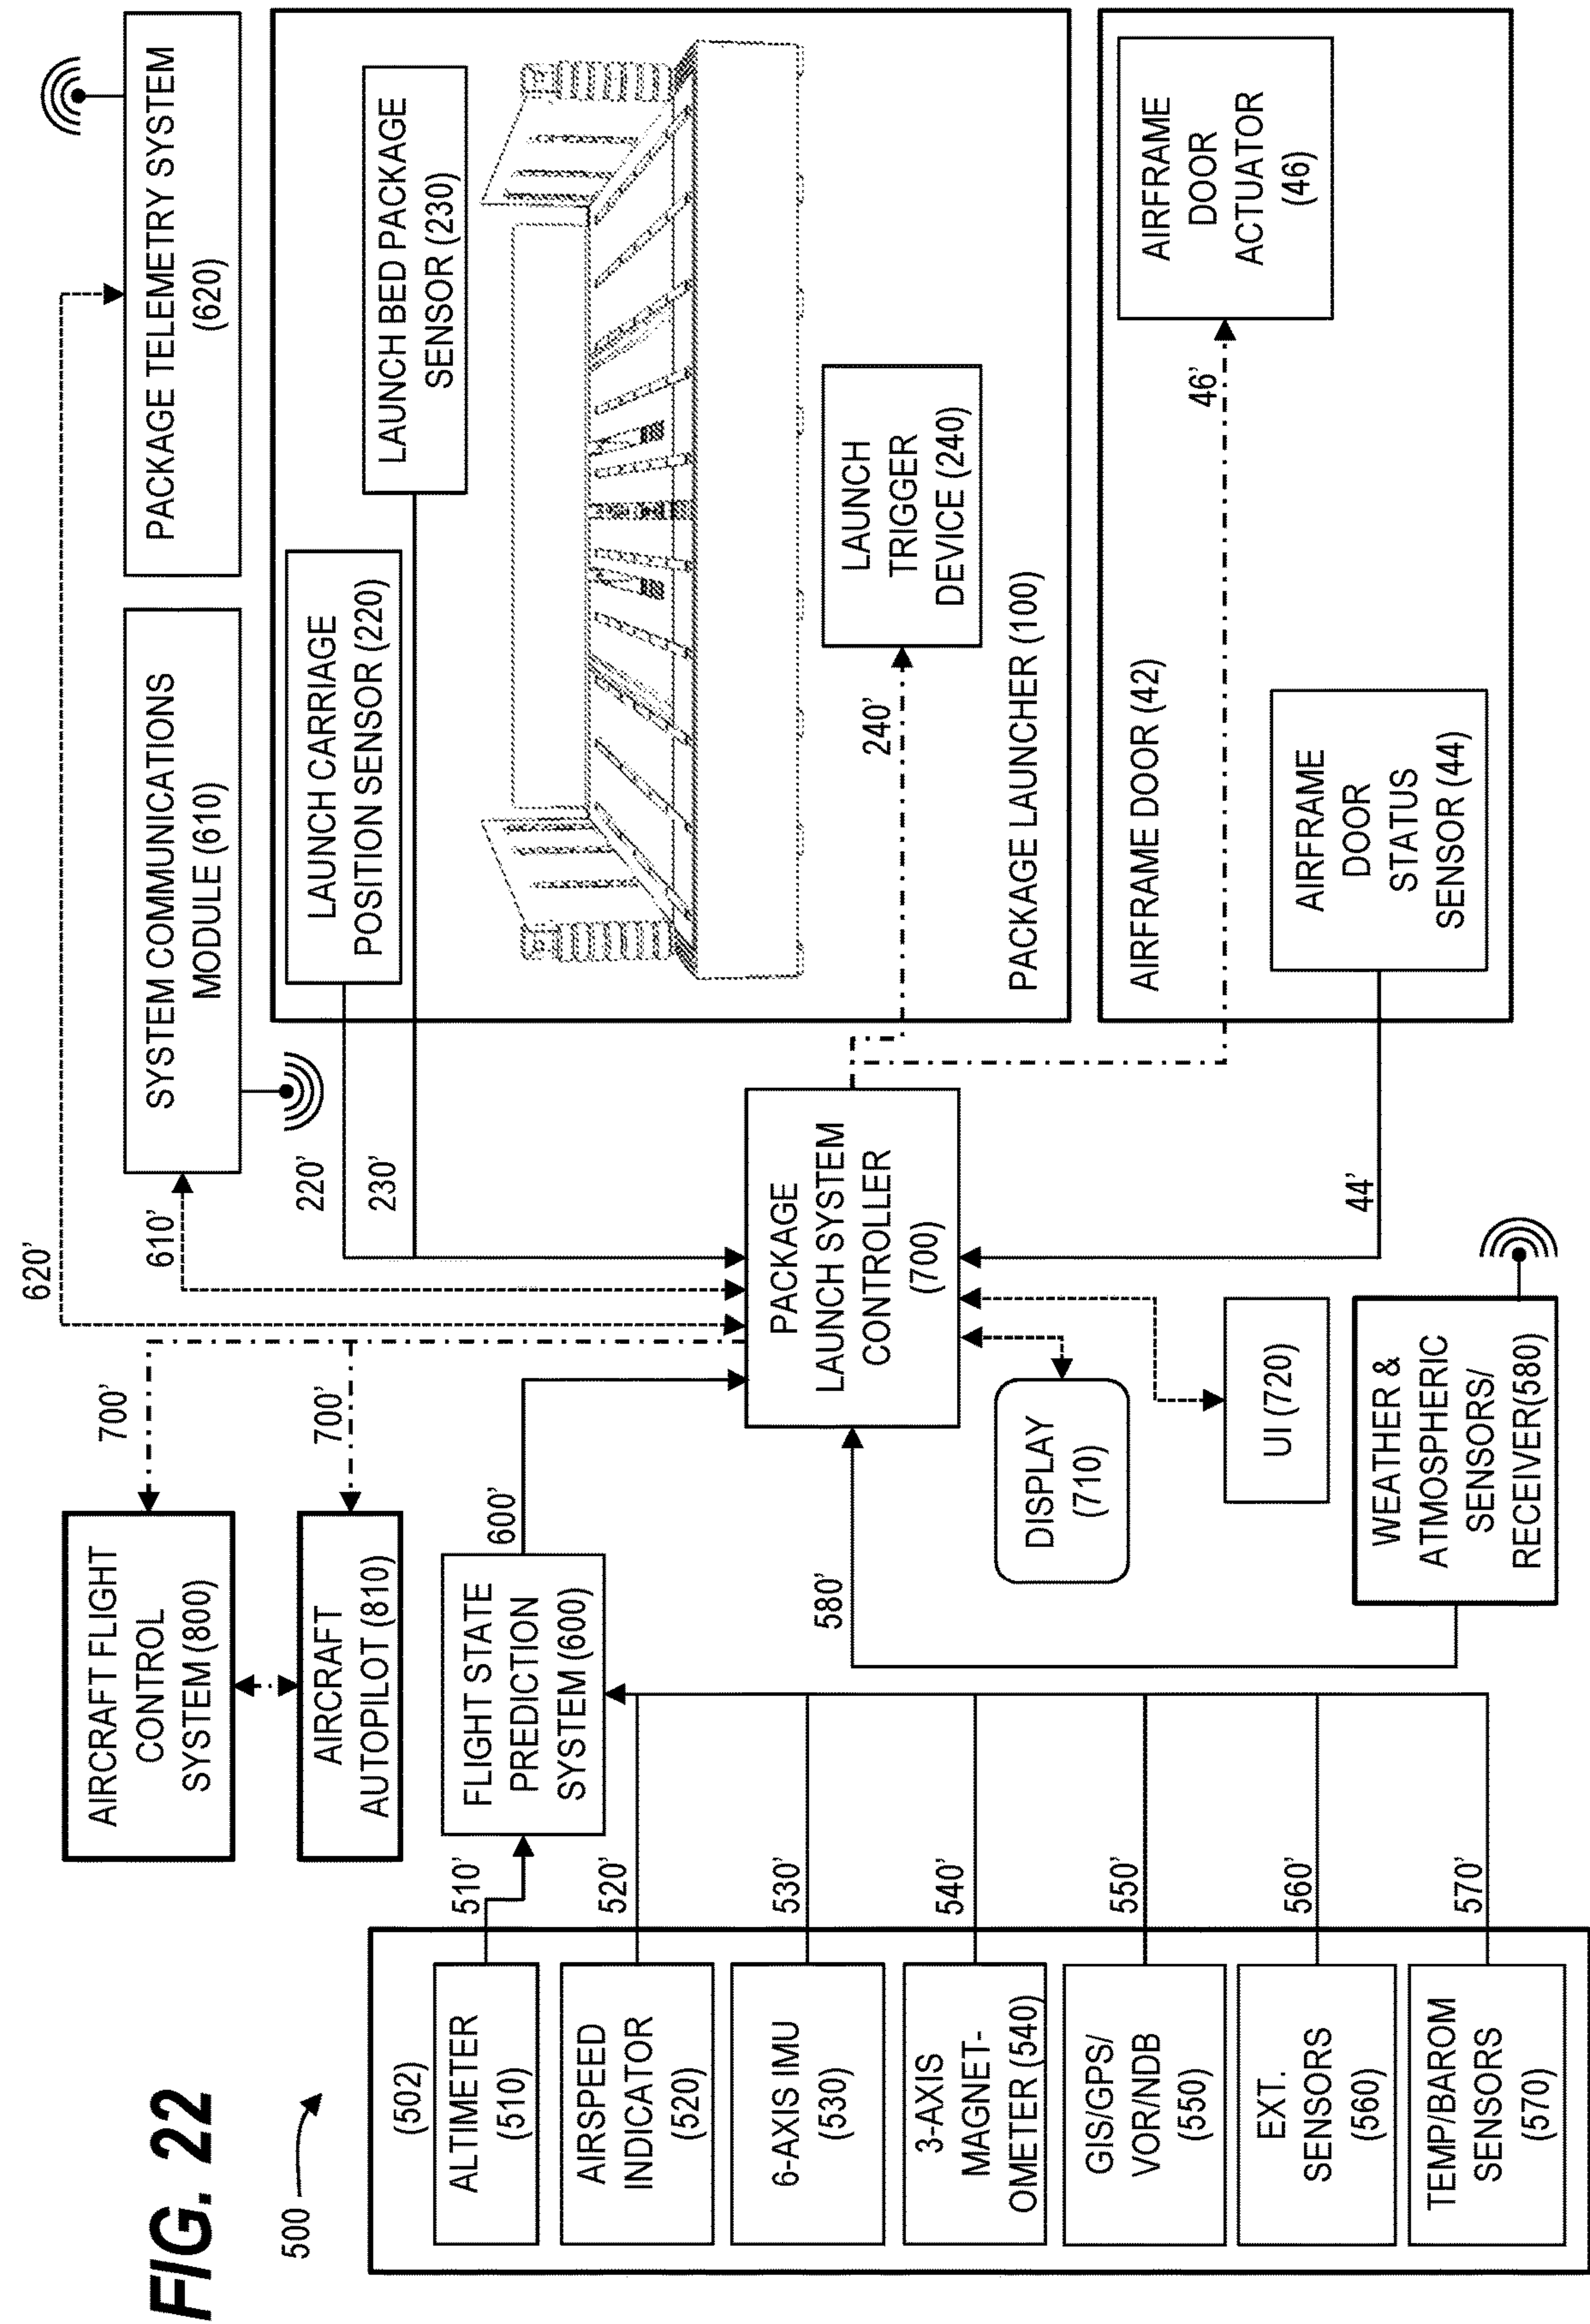 FIG. 22
500
(502)
ALTIMETER
(510)
AIRSPEED
INDICATOR
(520)
6-AXIS IMU
(530)
3-AXIS
MAGNET-
OMETER (540)
GIS/GPS/
VOR/NDB
(550)
EXT.
SENSORS
(560)
TEMP/BAROM
SENSORS
(570)
510'
520'
530'
540'
550'
560'
570'
AIRCRAFT FLIGHT
CONTROL
SYSTEM (800)
AIRCRAFT
AUTOPILOT (810)
FLIGHT STATE
PREDICTION
SYSTEM (600)
700'
700'
600'
580'
DISPLAY
(710)
UI (720)
WEATHER &
ATMOSPHERIC
SENSORS/
RECEIVER(580)
PACKAGE
LAUNCH SYSTEM
CONTROLLER
(700)
620'
610'
220'
230'
44'
SYSTEM COMMUNICATIONS
MODULE (610)
PACKAGE TELEMETRY SYSTEM
(620)
LAUNCH CARRIAGE
POSITION SENSOR (220)
LAUNCH BED PACKAGE
SENSOR (230)
240'
LAUNCH
TRIGGER
DEVICE (240)
PACKAGE LAUNCHER (100)
AIRFRAME DOOR (42)
46'
AIRFRAME
DOOR
ACTUATOR
(46)
AIRFRAME
DOOR
STATUS
SENSOR (44)